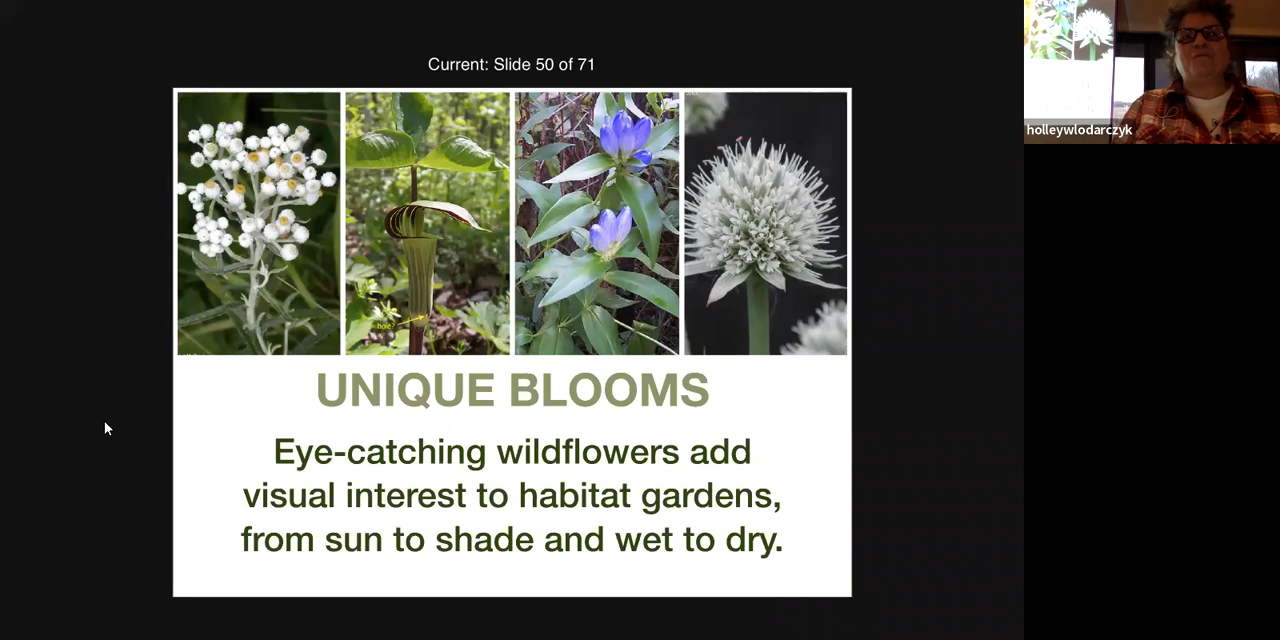 Current: Slide 50 of 71
holleywlodarczyk
hole?
UNIQUE BLOOMS
Eye-catching wildflowers add
visual interest to habitat gardens,
from sun to shade and wet to dry.